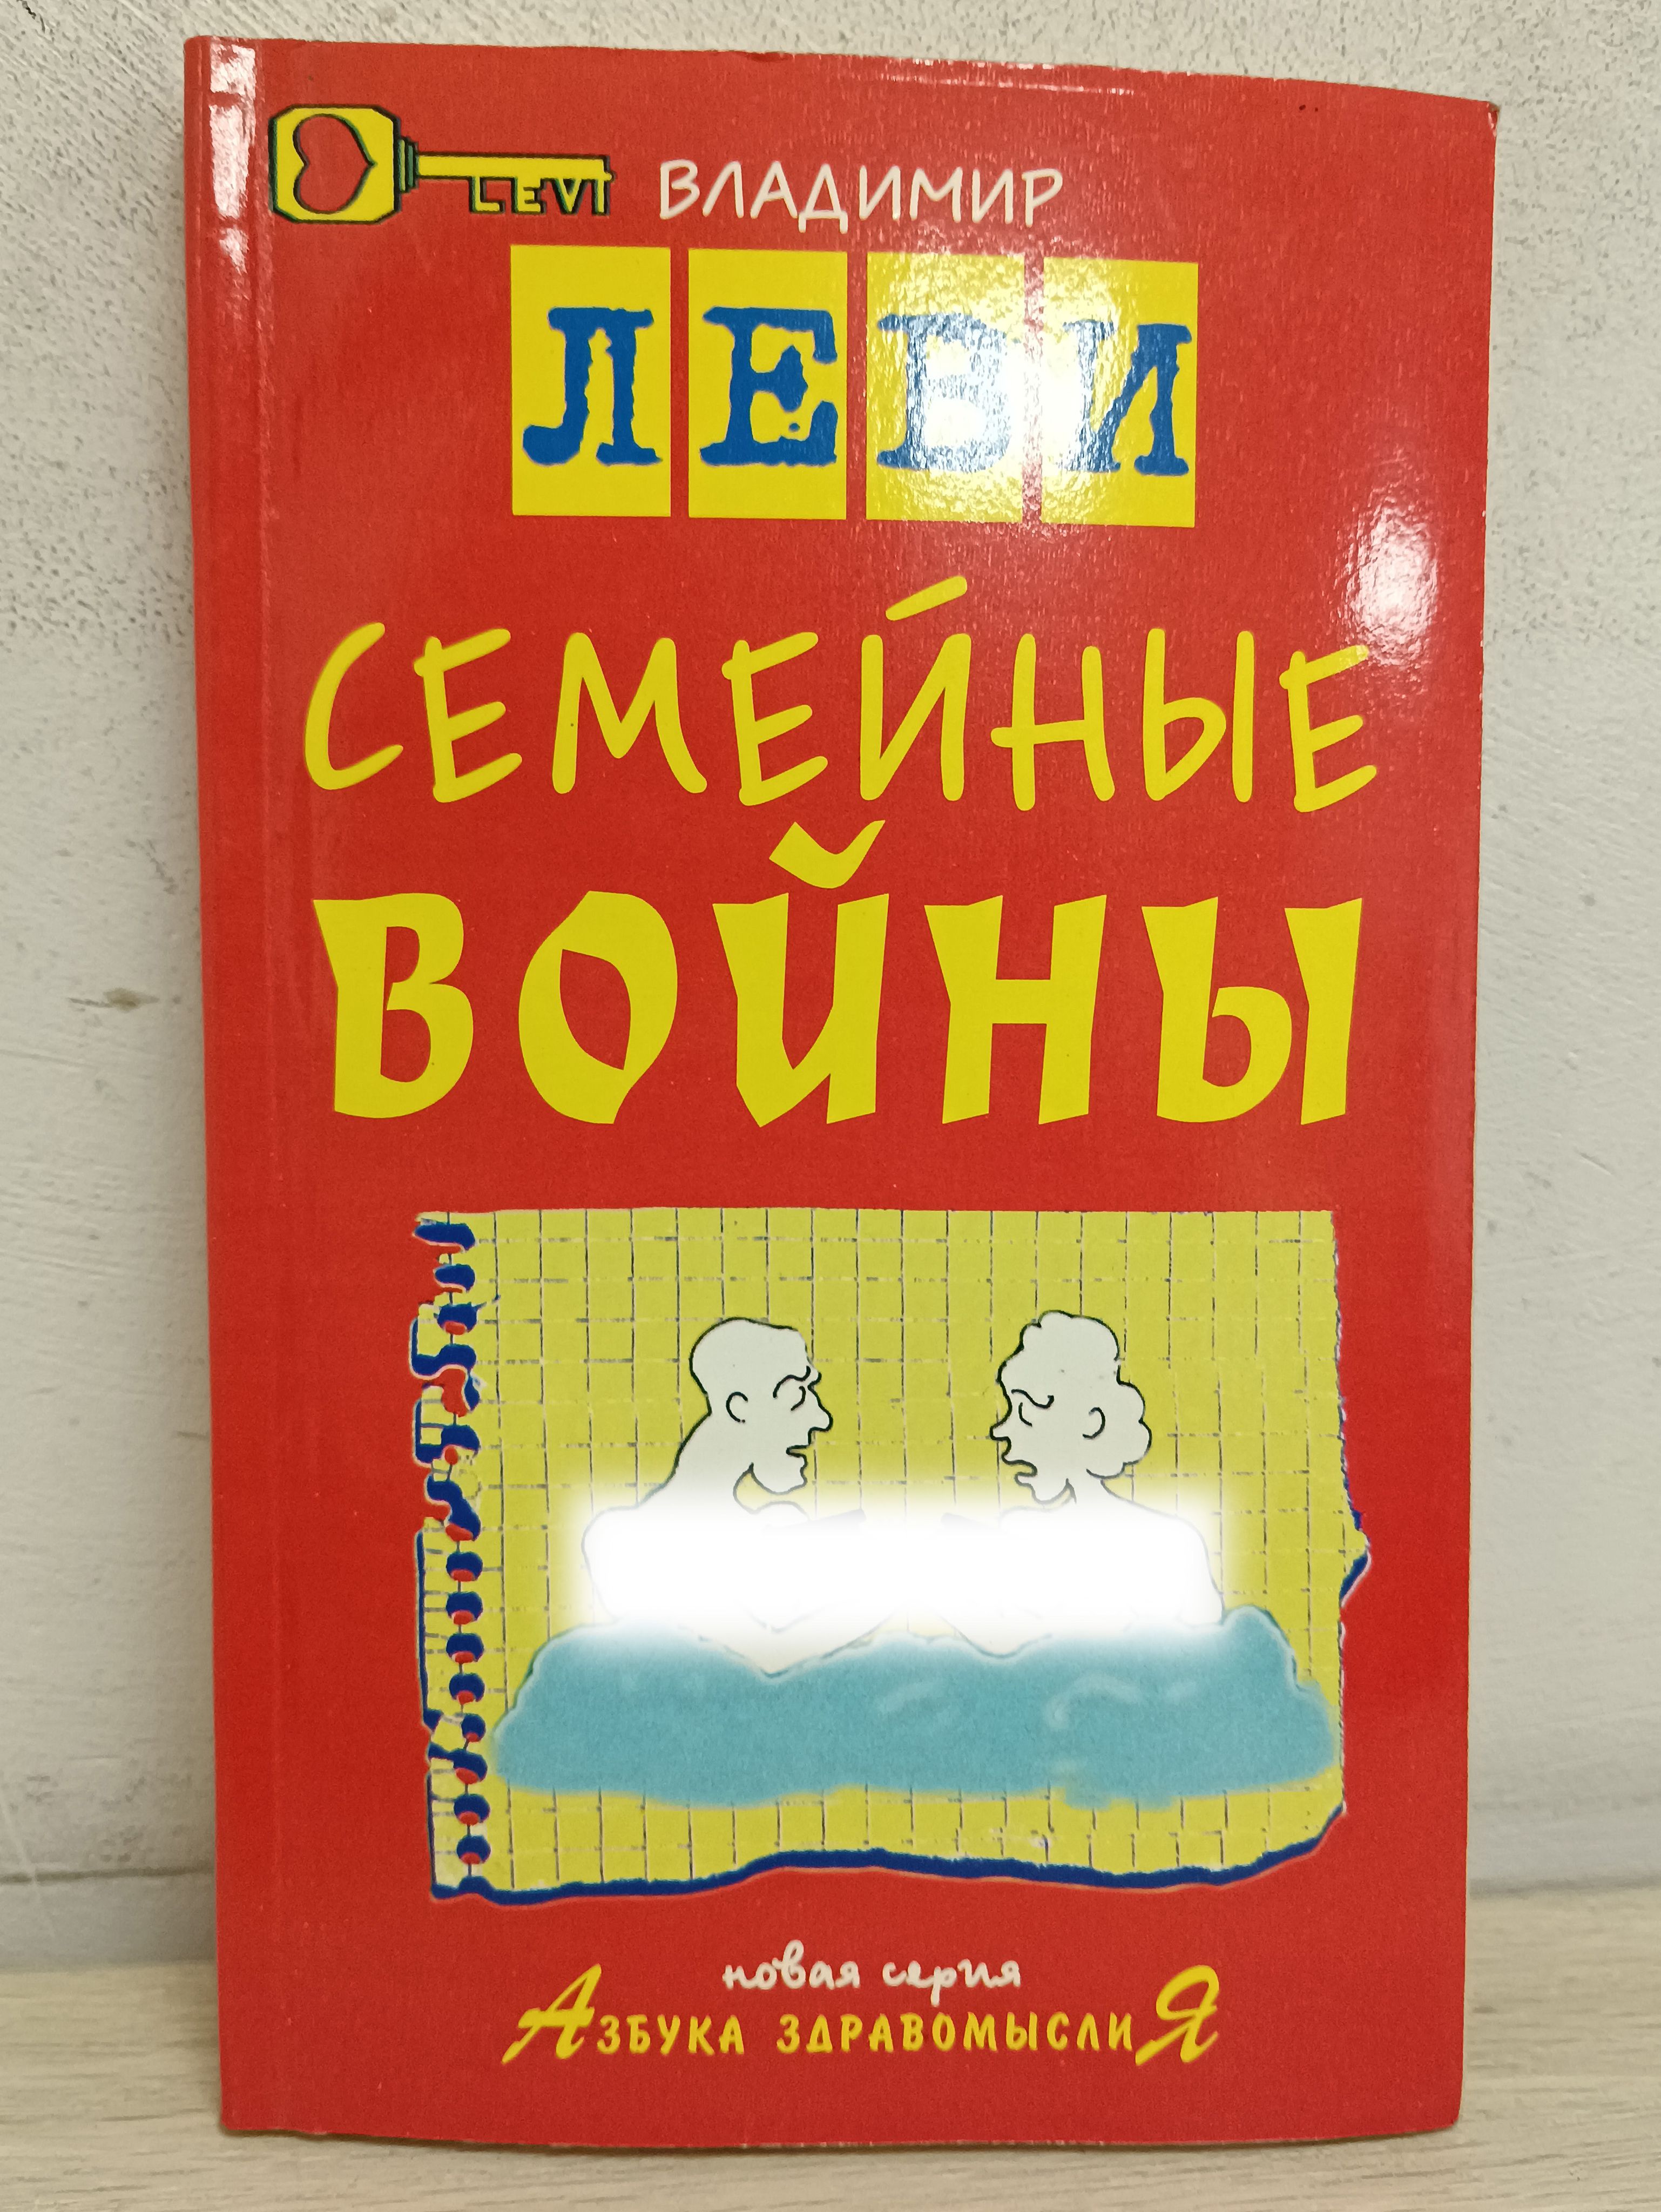 LEVI ВЛАДИМИР
ЛЕВИ
СЕМЕЙНЫЕ
ВОЙНЫ
новая серия
АЗБУКА ЗДРАВОМЫСЛИЯ